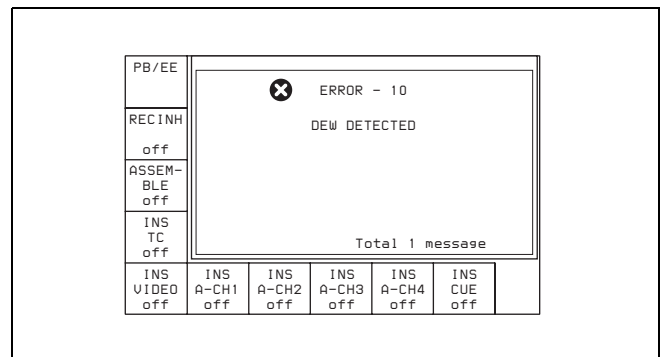 PB/EE
ERROR - 10
RECINH
off
DEW DETECTED
ASSEM-
BLE
off
INS
TC
off
Total 1 message
INS
VIDEO
off
INS
A-CH1
off
INS
A-CH2
off
INS
A-CH3
off
INS
A-CH4
off
INS
CUE
off